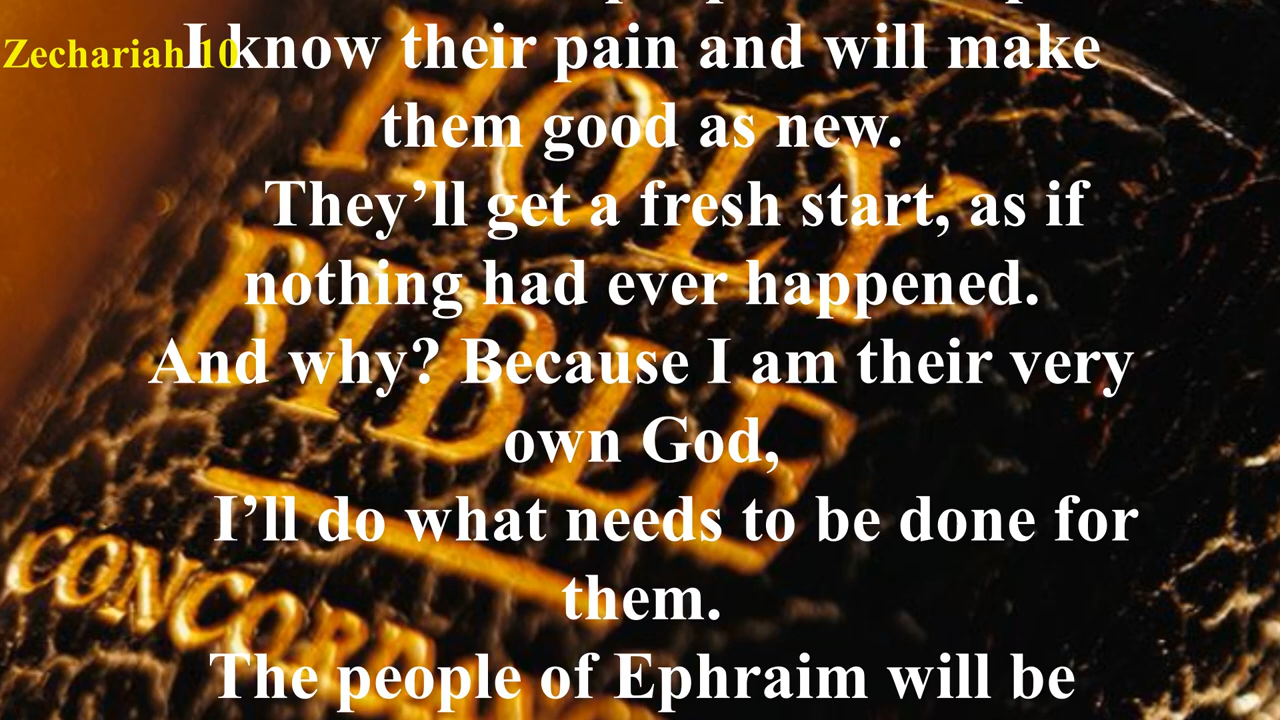 Zechariah 10
I know their pain and will make
them good as new.
They’ll get a fresh start, as if
nothing had ever happened.
And why? Because I am their very
own God,
I’ll do what needs to be done for
them.
The people of Ephraim will be
HOLY
BIBLE